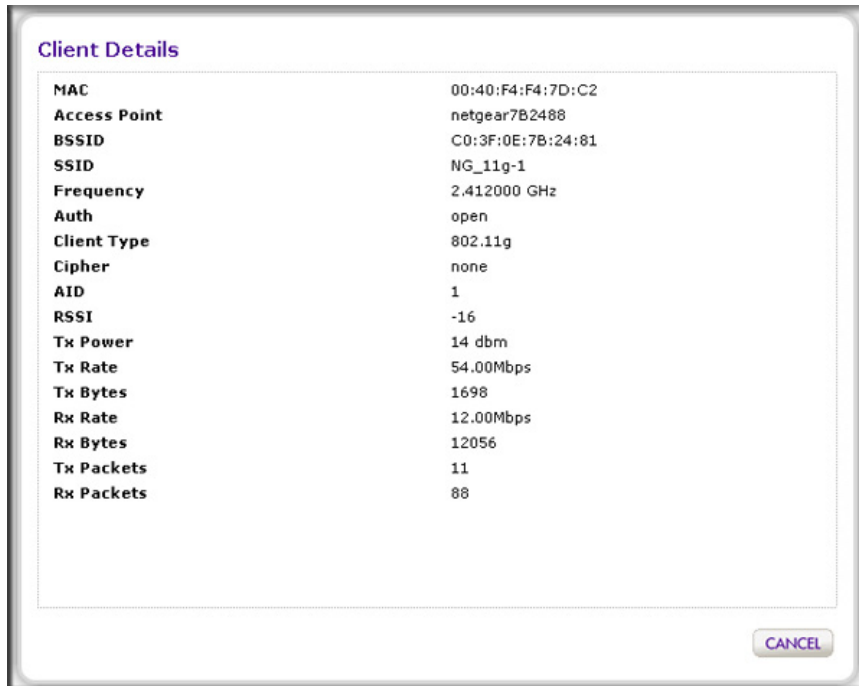 Client Details
MAC 00:40:F4:F4:7D:C2
Access Point netgear7B2488
BSSID C0:3F:0E:7B:24:81
SSID NG_11g-1
Frequency 2.412000 GHz
Auth open
Client Type 802.11g
Cipher none
AID 1
RSSI -16
Tx Power 14 dbm
Tx Rate 54.00Mbps
Tx Bytes 1698
Rx Rate 12.00Mbps
Rx Bytes 12056
Tx Packets 11
Rx Packets 88
CANCEL